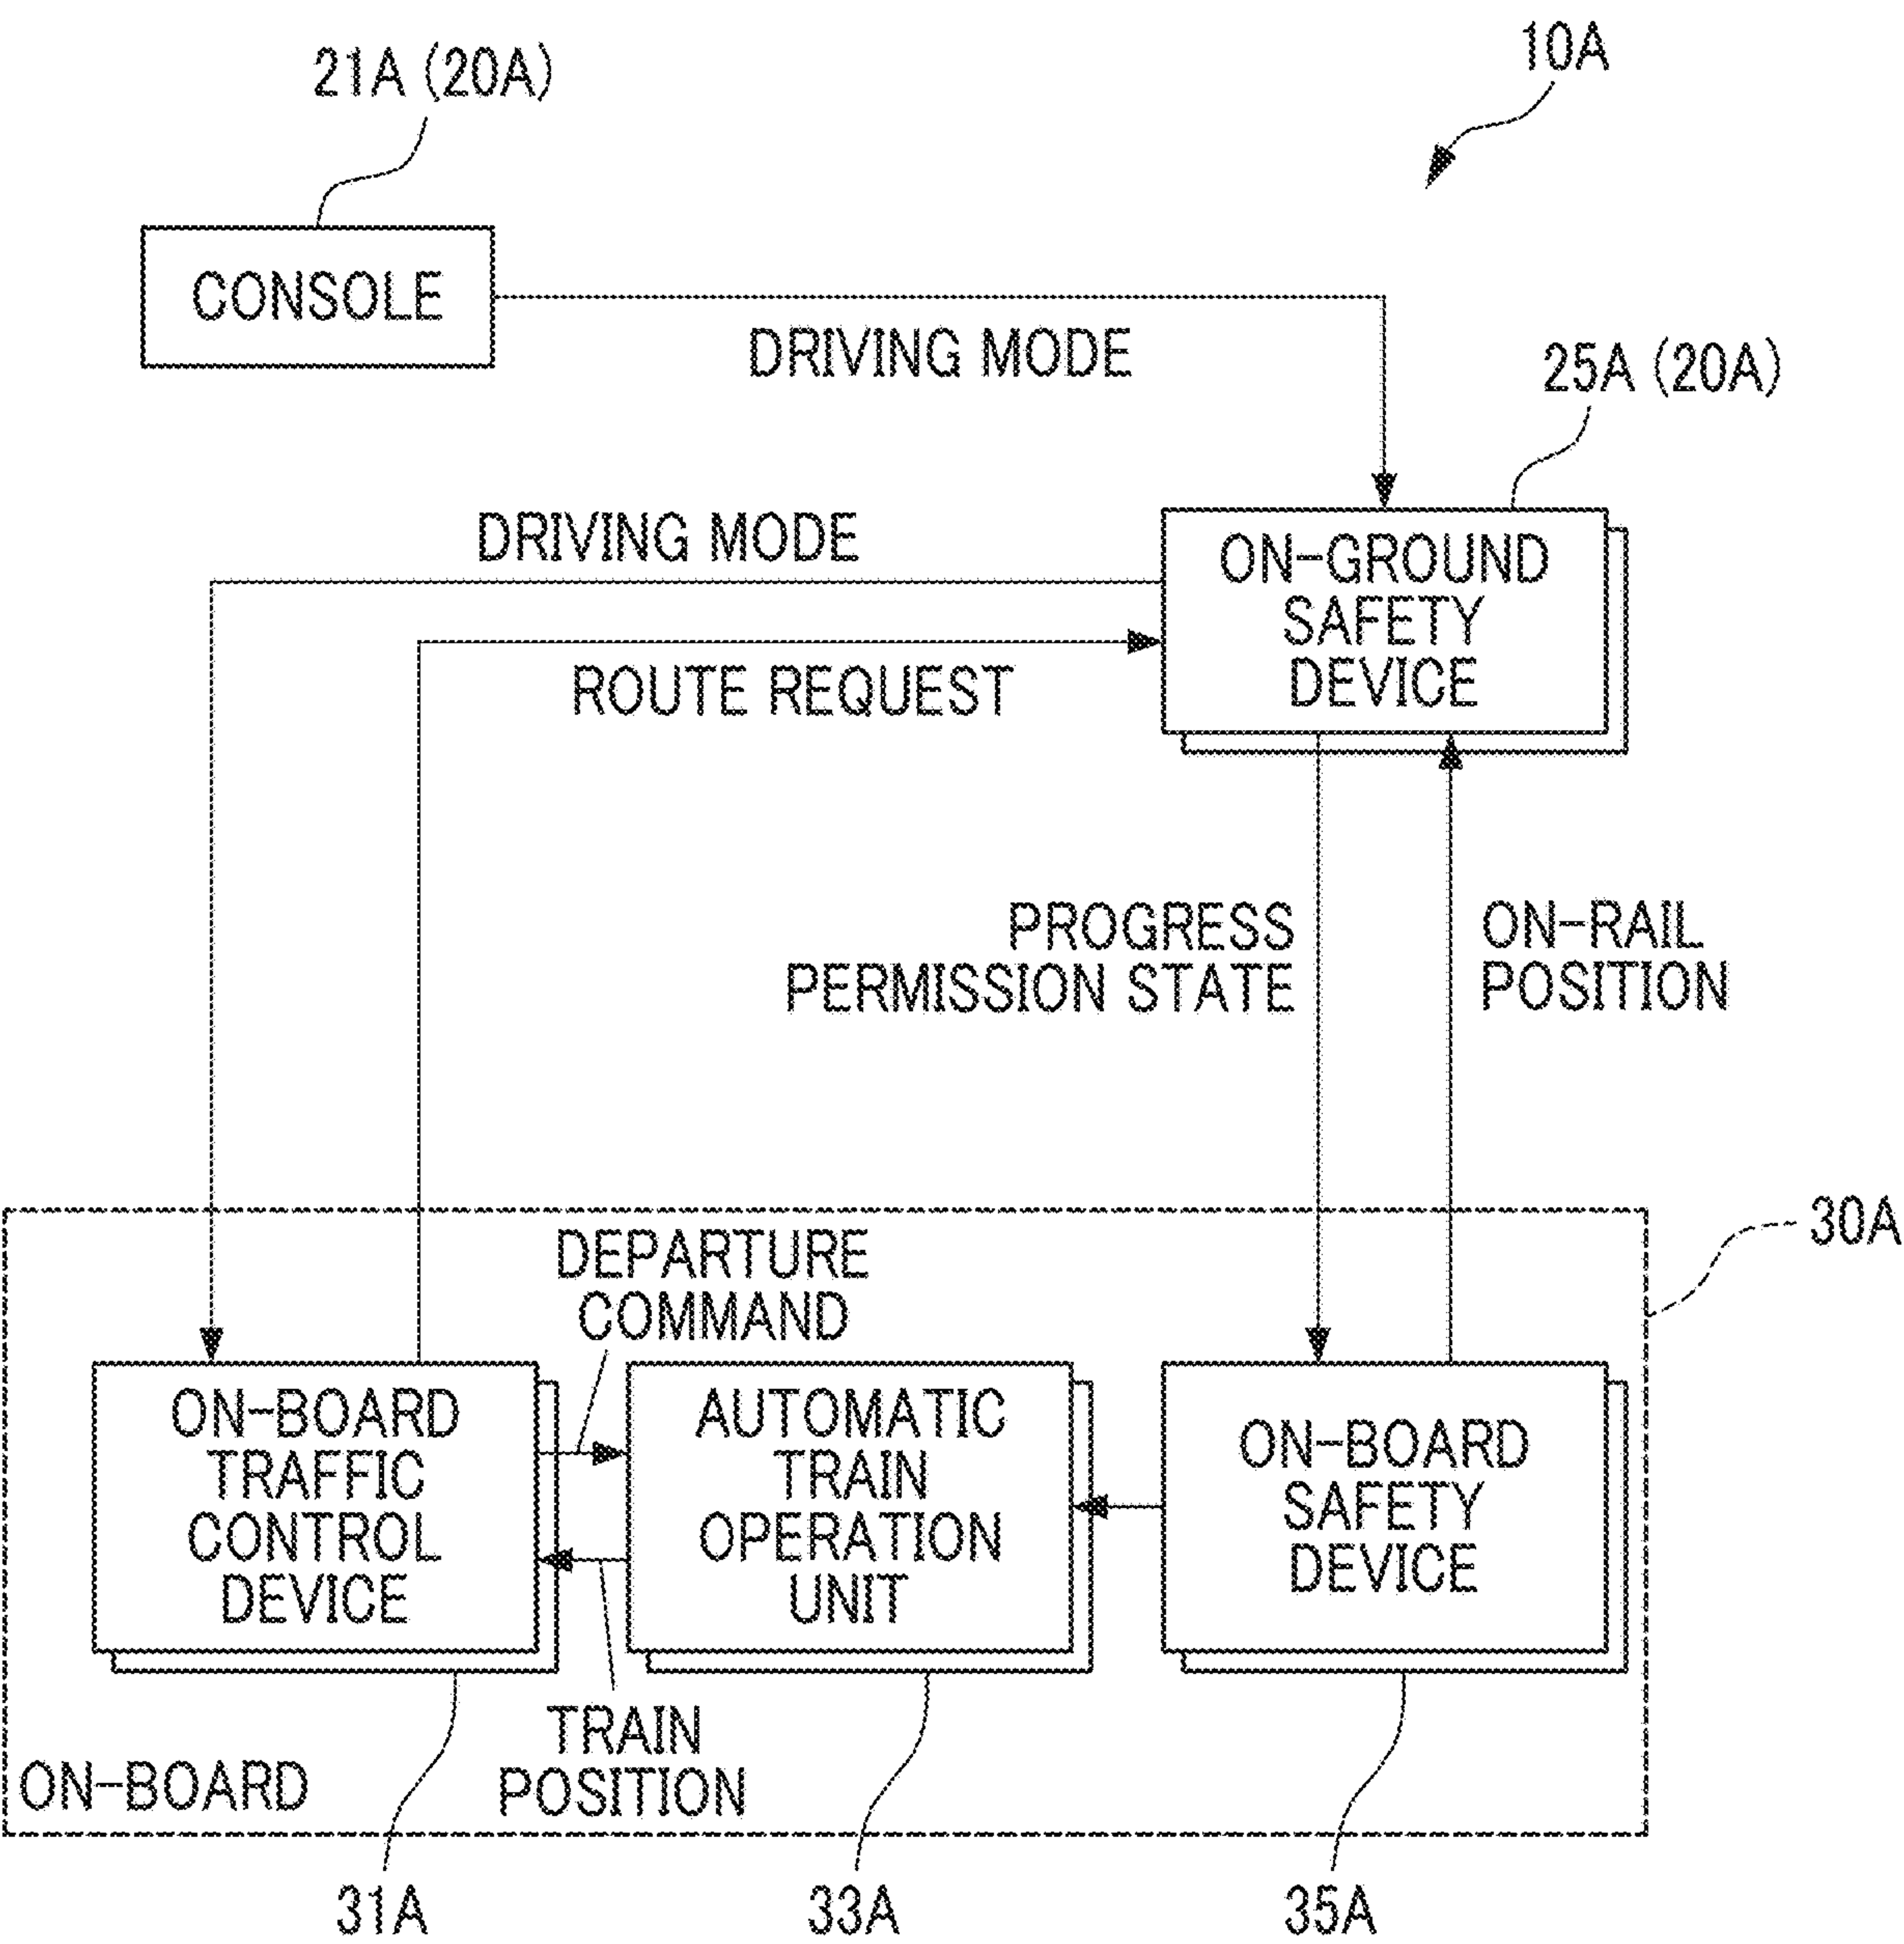 10A
21A (20A)
CONSOLE
DRIVING MODE
25A (20A)
DRIVING MODE
ON-GROUND
SAFETY
DEVICE
ROUTE REQUEST
PROGRESS
PERMISSION STATE
ON-RAIL
POSITION
30A
DEPARTURE
COMMAND
ON-BOARD
TRAFFIC
CONTROL
DEVICE
AUTOMATIC
TRAIN
OPERATION
UNIT
ON-BOARD
SAFETY
DEVICE
TRAIN
POSITION
ON-BOARD
31A
33A
35A